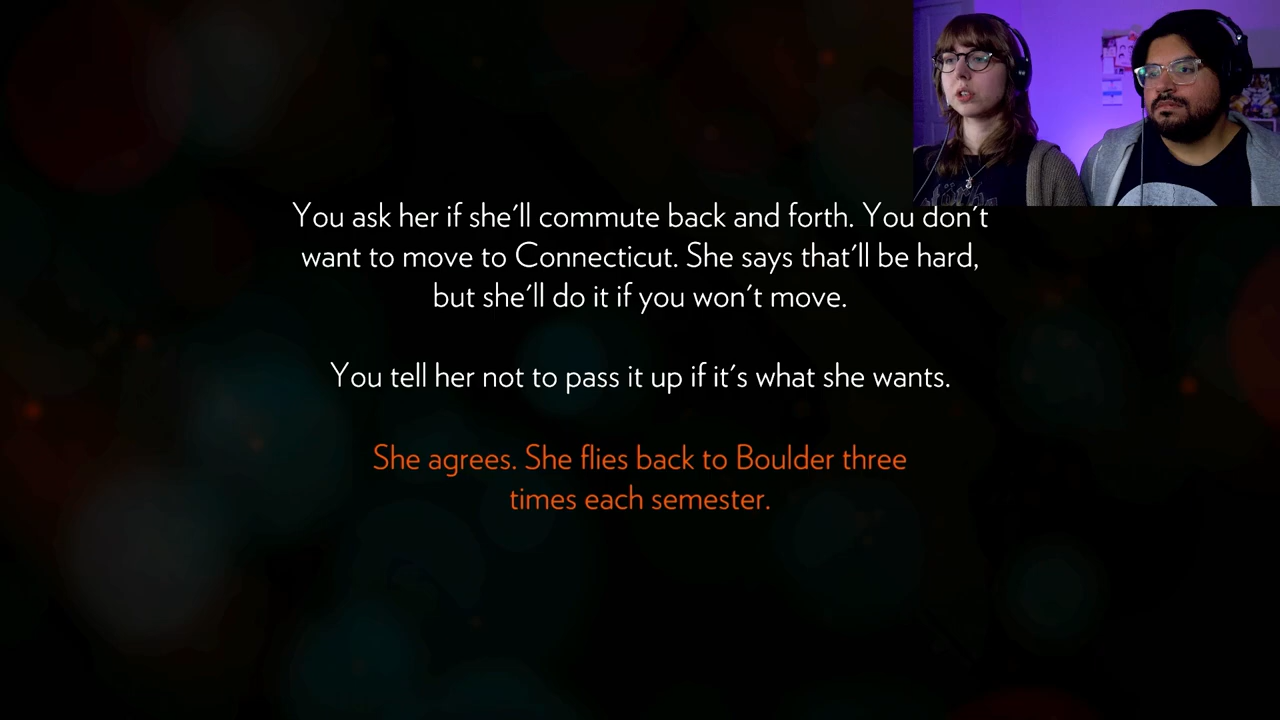 You ask her if she'll commute back and forth. You don't
want to move to Connecticut. She says that'll be hard,
but she'll do it if you won't move.
You tell her not to pass it up if it's what she wants.
She agrees. She flies back to Boulder three
times each semester.